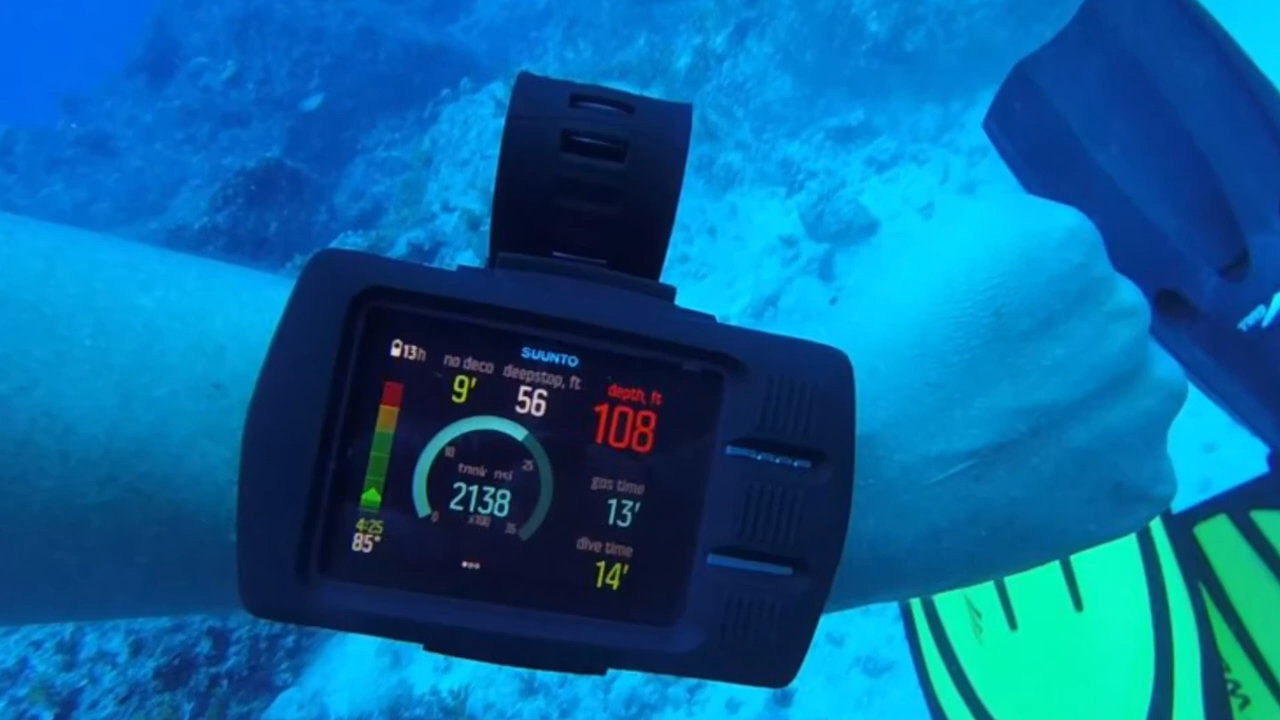 SUUNTO
13h
no deco
9'
deepstop, ft
56
depth, ft
108
10
25
tank psi
2138
0
x100
35
gas time
13'
4:25
85°
dive time
14'